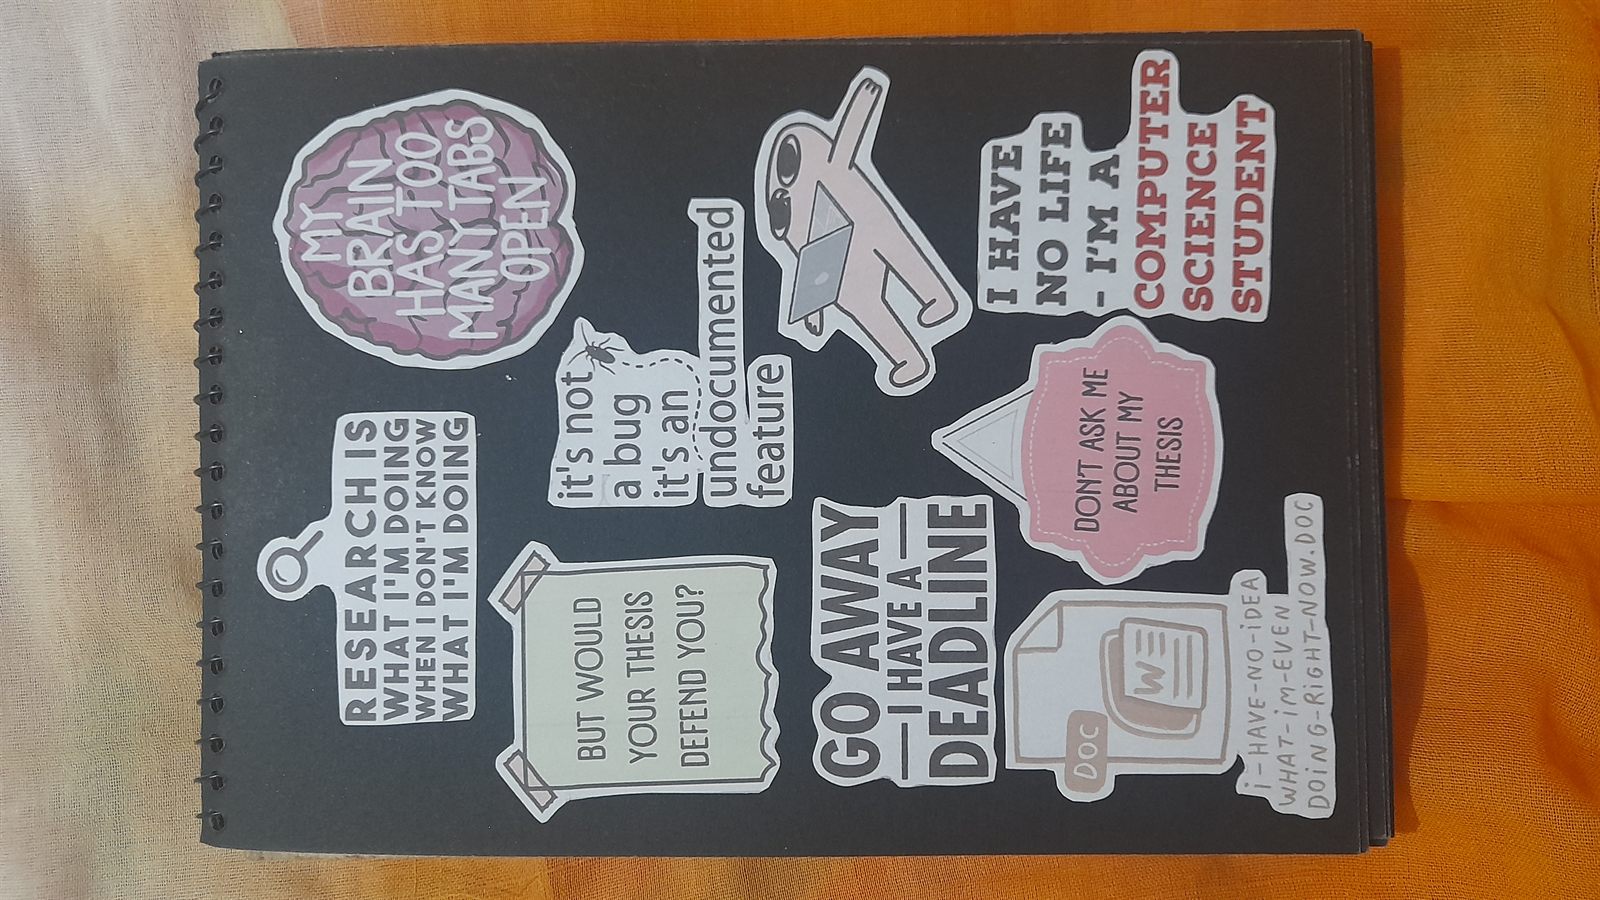 RESEARCH IS
WHAT I'M DOING
WHEN I DON'T KNOW
WHAT I'M DOING
MY
BRAIN
HAS TOO
MANY TABS
OPEN
BUT WOULD
YOUR THESIS
DEFEND YOU?
it's not
a bug
it's an
undocumented
feature
GO AWAY
I HAVE A
DEADLINE
DOC
W
i-HAVE-NO-iDEA
WHAT-iM-EVEN
DOiNG-RiGHT-NOW.DOC
DON'T ASK ME
ABOUT MY
THESIS
I HAVE
NO LIFE
- I'M A
COMPUTER
SCIENCE
STUDENT